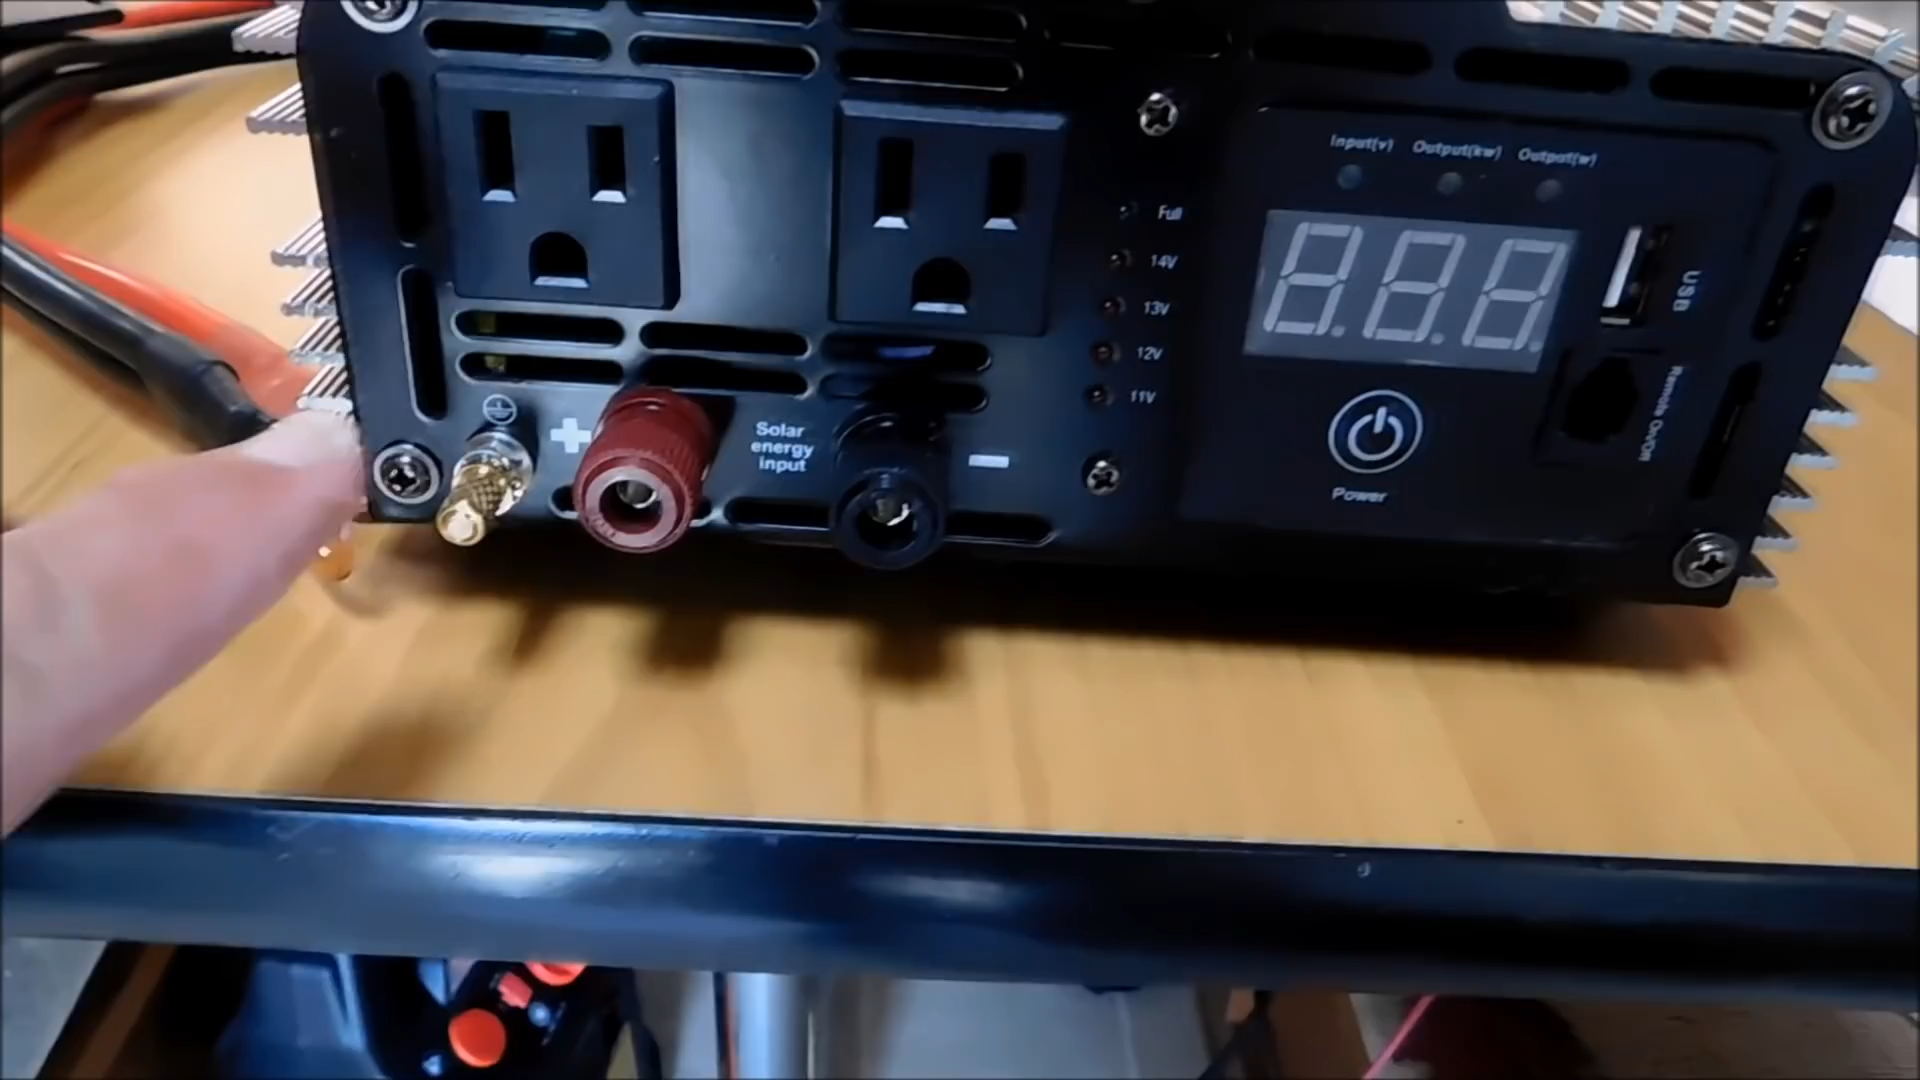 Input(v) Output(kw) Output(w)
Full
14V
13V
12V
11V
USB
Remote On/Off
+
Solar
energy
input
-
Power